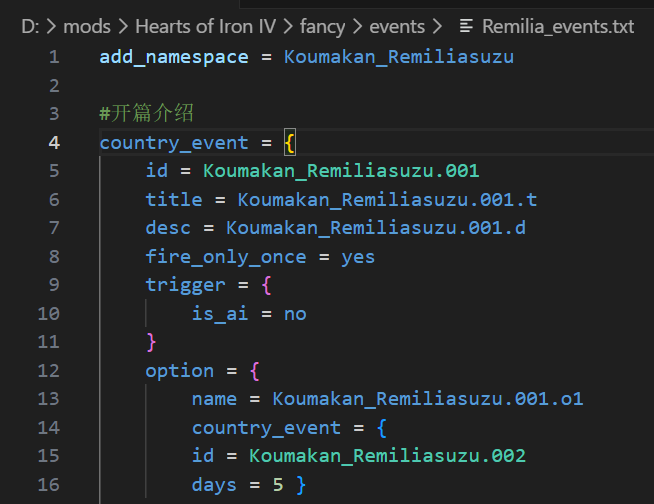 D: > mods > Hearts of Iron IV > fancy > events > Remilia_events.txt
1 add_namespace = Koumakan_Remiliasuzu
2
3 #开篇介绍
4 country_event = {
5 id = Koumakan_Remiliasuzu.001
6 title = Koumakan_Remiliasuzu.001.t
7 desc = Koumakan_Remiliasuzu.001.d
8 fire_only_once = yes
9 trigger = {
10 is_ai = no
11 }
12 option = {
13 name = Koumakan_Remiliasuzu.001.o1
14 country_event = {
15 id = Koumakan_Remiliasuzu.002
16 days = 5 }